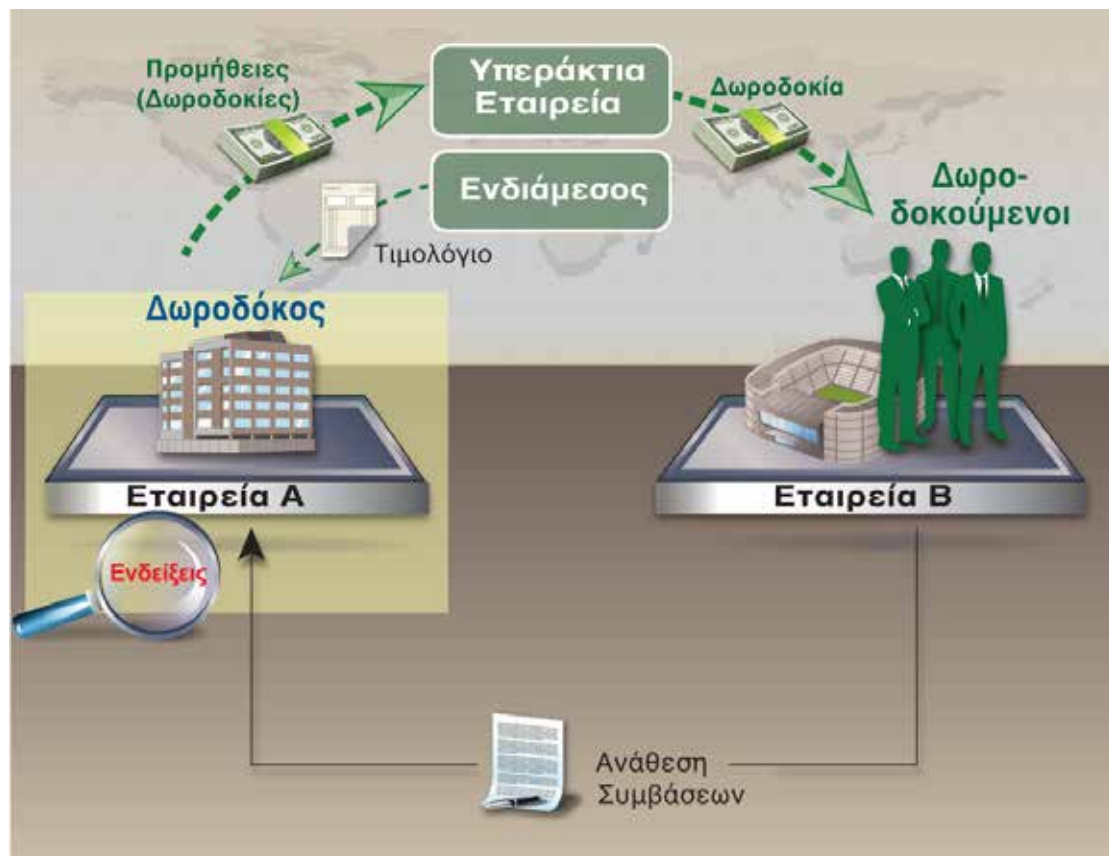 Προμήθειες
(Δωροδοκίες)
Υπεράκτια
Εταιρεία
Δωροδοκία
Ενδιάμεσος
Τιμολόγιο
Δωρο-
δοκούμενοι
Δωροδόκος
Εταιρεία Α
Εταιρεία Β
Ενδείξεις
Ανάθεση
Συμβάσεων